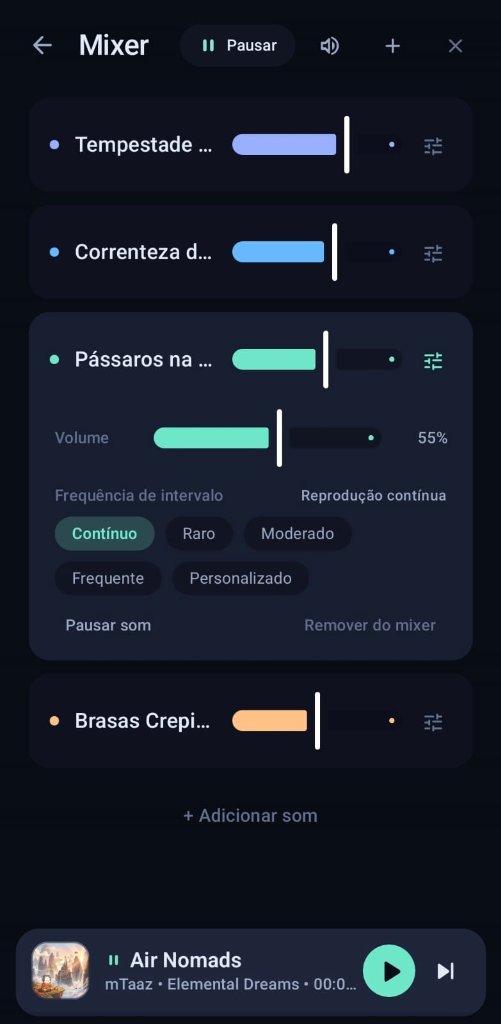 Mixer
Pausar
Tempestade ...
Correnteza d...
Pássaros na ...
Volume
55%
Frequência de intervalo
Reprodução contínua
Contínuo
Raro
Moderado
Frequente
Personalizado
Pausar som
Remover do mixer
Brasas Crepi...
+ Adicionar som
Air Nomads
mTaaz • Elemental Dreams • 00:0...